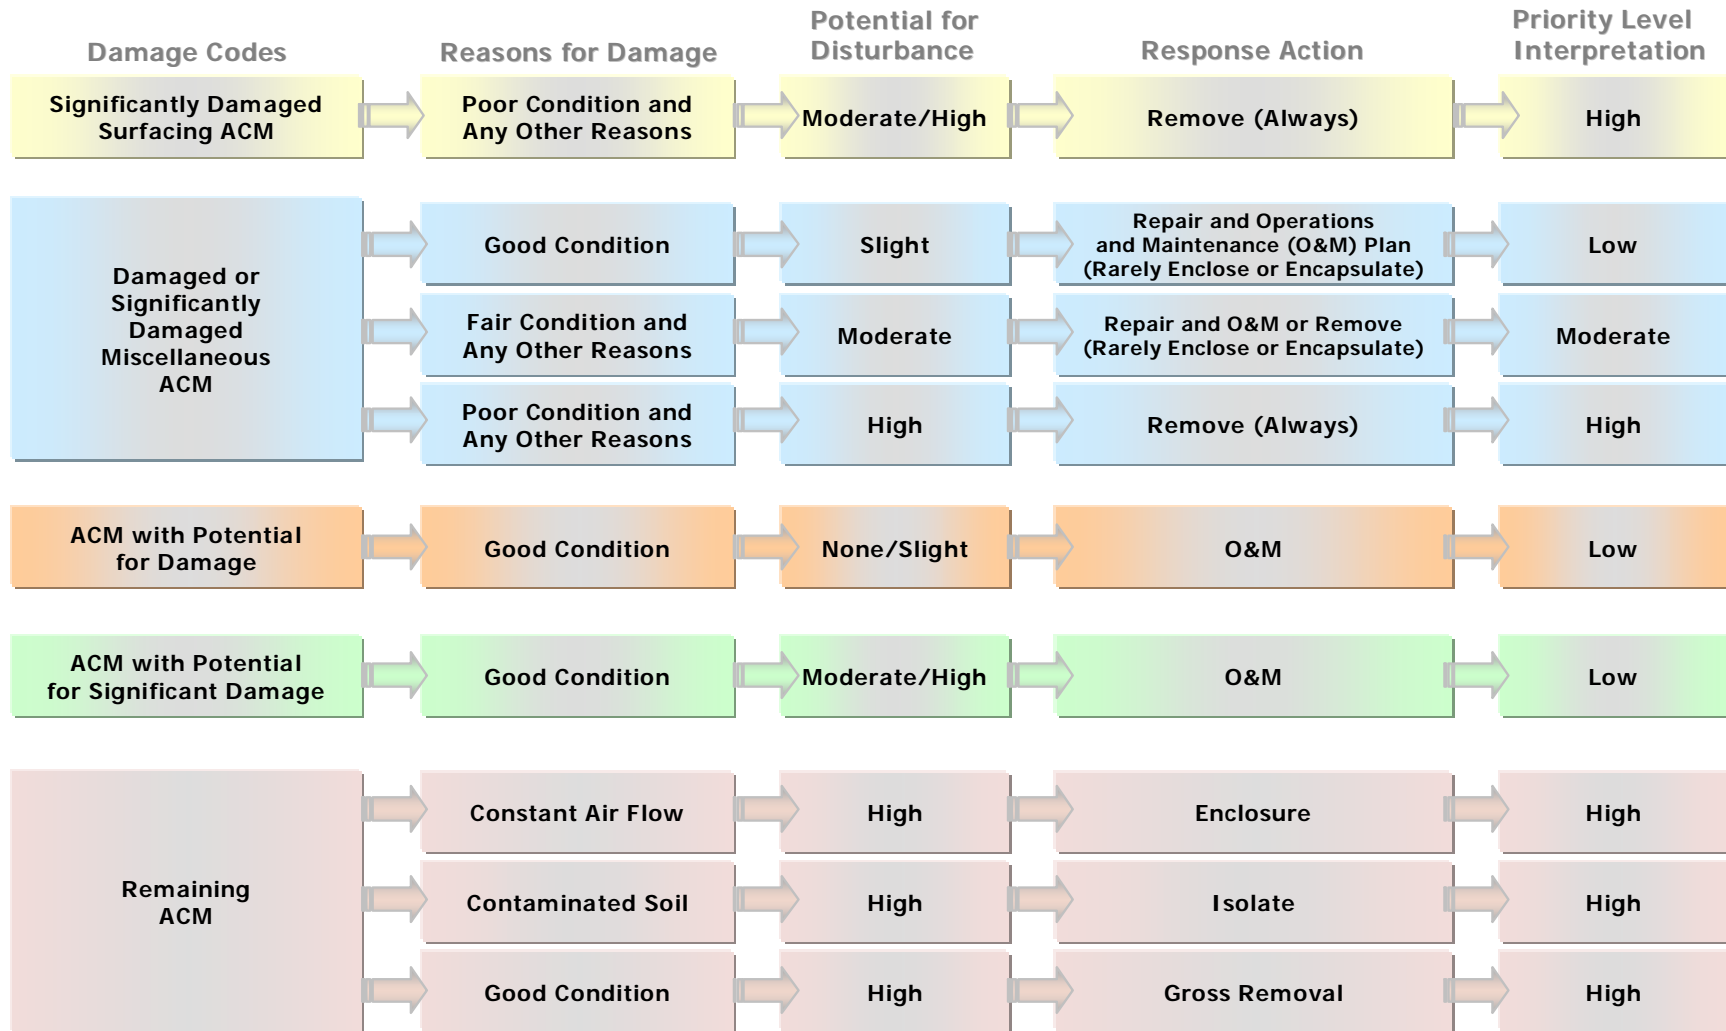 Damage Codes
Reasons for Damage
Potential for
Disturbance
Response Action
Priority Level
Interpretation
Significantly Damaged
Surfacing ACM
Poor Condition and
Any Other Reasons
Moderate/High
Remove (Always)
High
Damaged or
Significantly
Damaged
Miscellaneous
ACM
Good Condition
Slight
Repair and Operations
and Maintenance (O&M) Plan
(Rarely Enclose or Encapsulate)
Low
Fair Condition and
Any Other Reasons
Moderate
Repair and O&M or Remove
(Rarely Enclose or Encapsulate)
Moderate
Poor Condition and
Any Other Reasons
High
Remove (Always)
High
ACM with Potential
for Damage
Good Condition
None/Slight
O&M
Low
ACM with Potential
for Significant Damage
Good Condition
Moderate/High
O&M
Low
Remaining
ACM
Constant Air Flow
High
Enclosure
High
Contaminated Soil
High
Isolate
High
Good Condition
High
Gross Removal
High